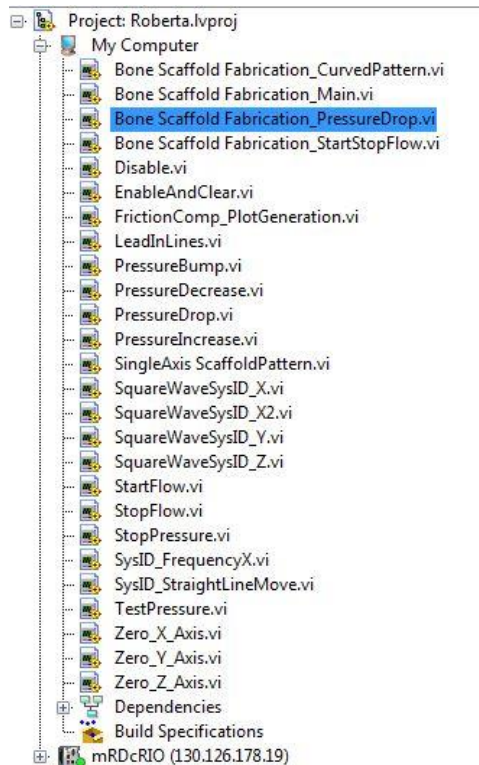 Project: Roberta.lvproj
My Computer
Bone Scaffold Fabrication_CurvedPattern.vi
Bone Scaffold Fabrication_Main.vi
Bone Scaffold Fabrication_PressureDrop.vi
Bone Scaffold Fabrication_StartStopFlow.vi
Disable.vi
EnableAndClear.vi
FrictionComp_PlotGeneration.vi
LeadInLines.vi
PressureBump.vi
PressureDecrease.vi
PressureDrop.vi
PressureIncrease.vi
SingleAxis ScaffoldPattern.vi
SquareWaveSysID_X.vi
SquareWaveSysID_X2.vi
SquareWaveSysID_Y.vi
SquareWaveSysID_Z.vi
StartFlow.vi
StopFlow.vi
StopPressure.vi
SysID_FrequencyX.vi
SysID_StraightLineMove.vi
TestPressure.vi
Zero_X_Axis.vi
Zero_Y_Axis.vi
Zero_Z_Axis.vi
Dependencies
Build Specifications
mRDcRIO (130.126.178.19)